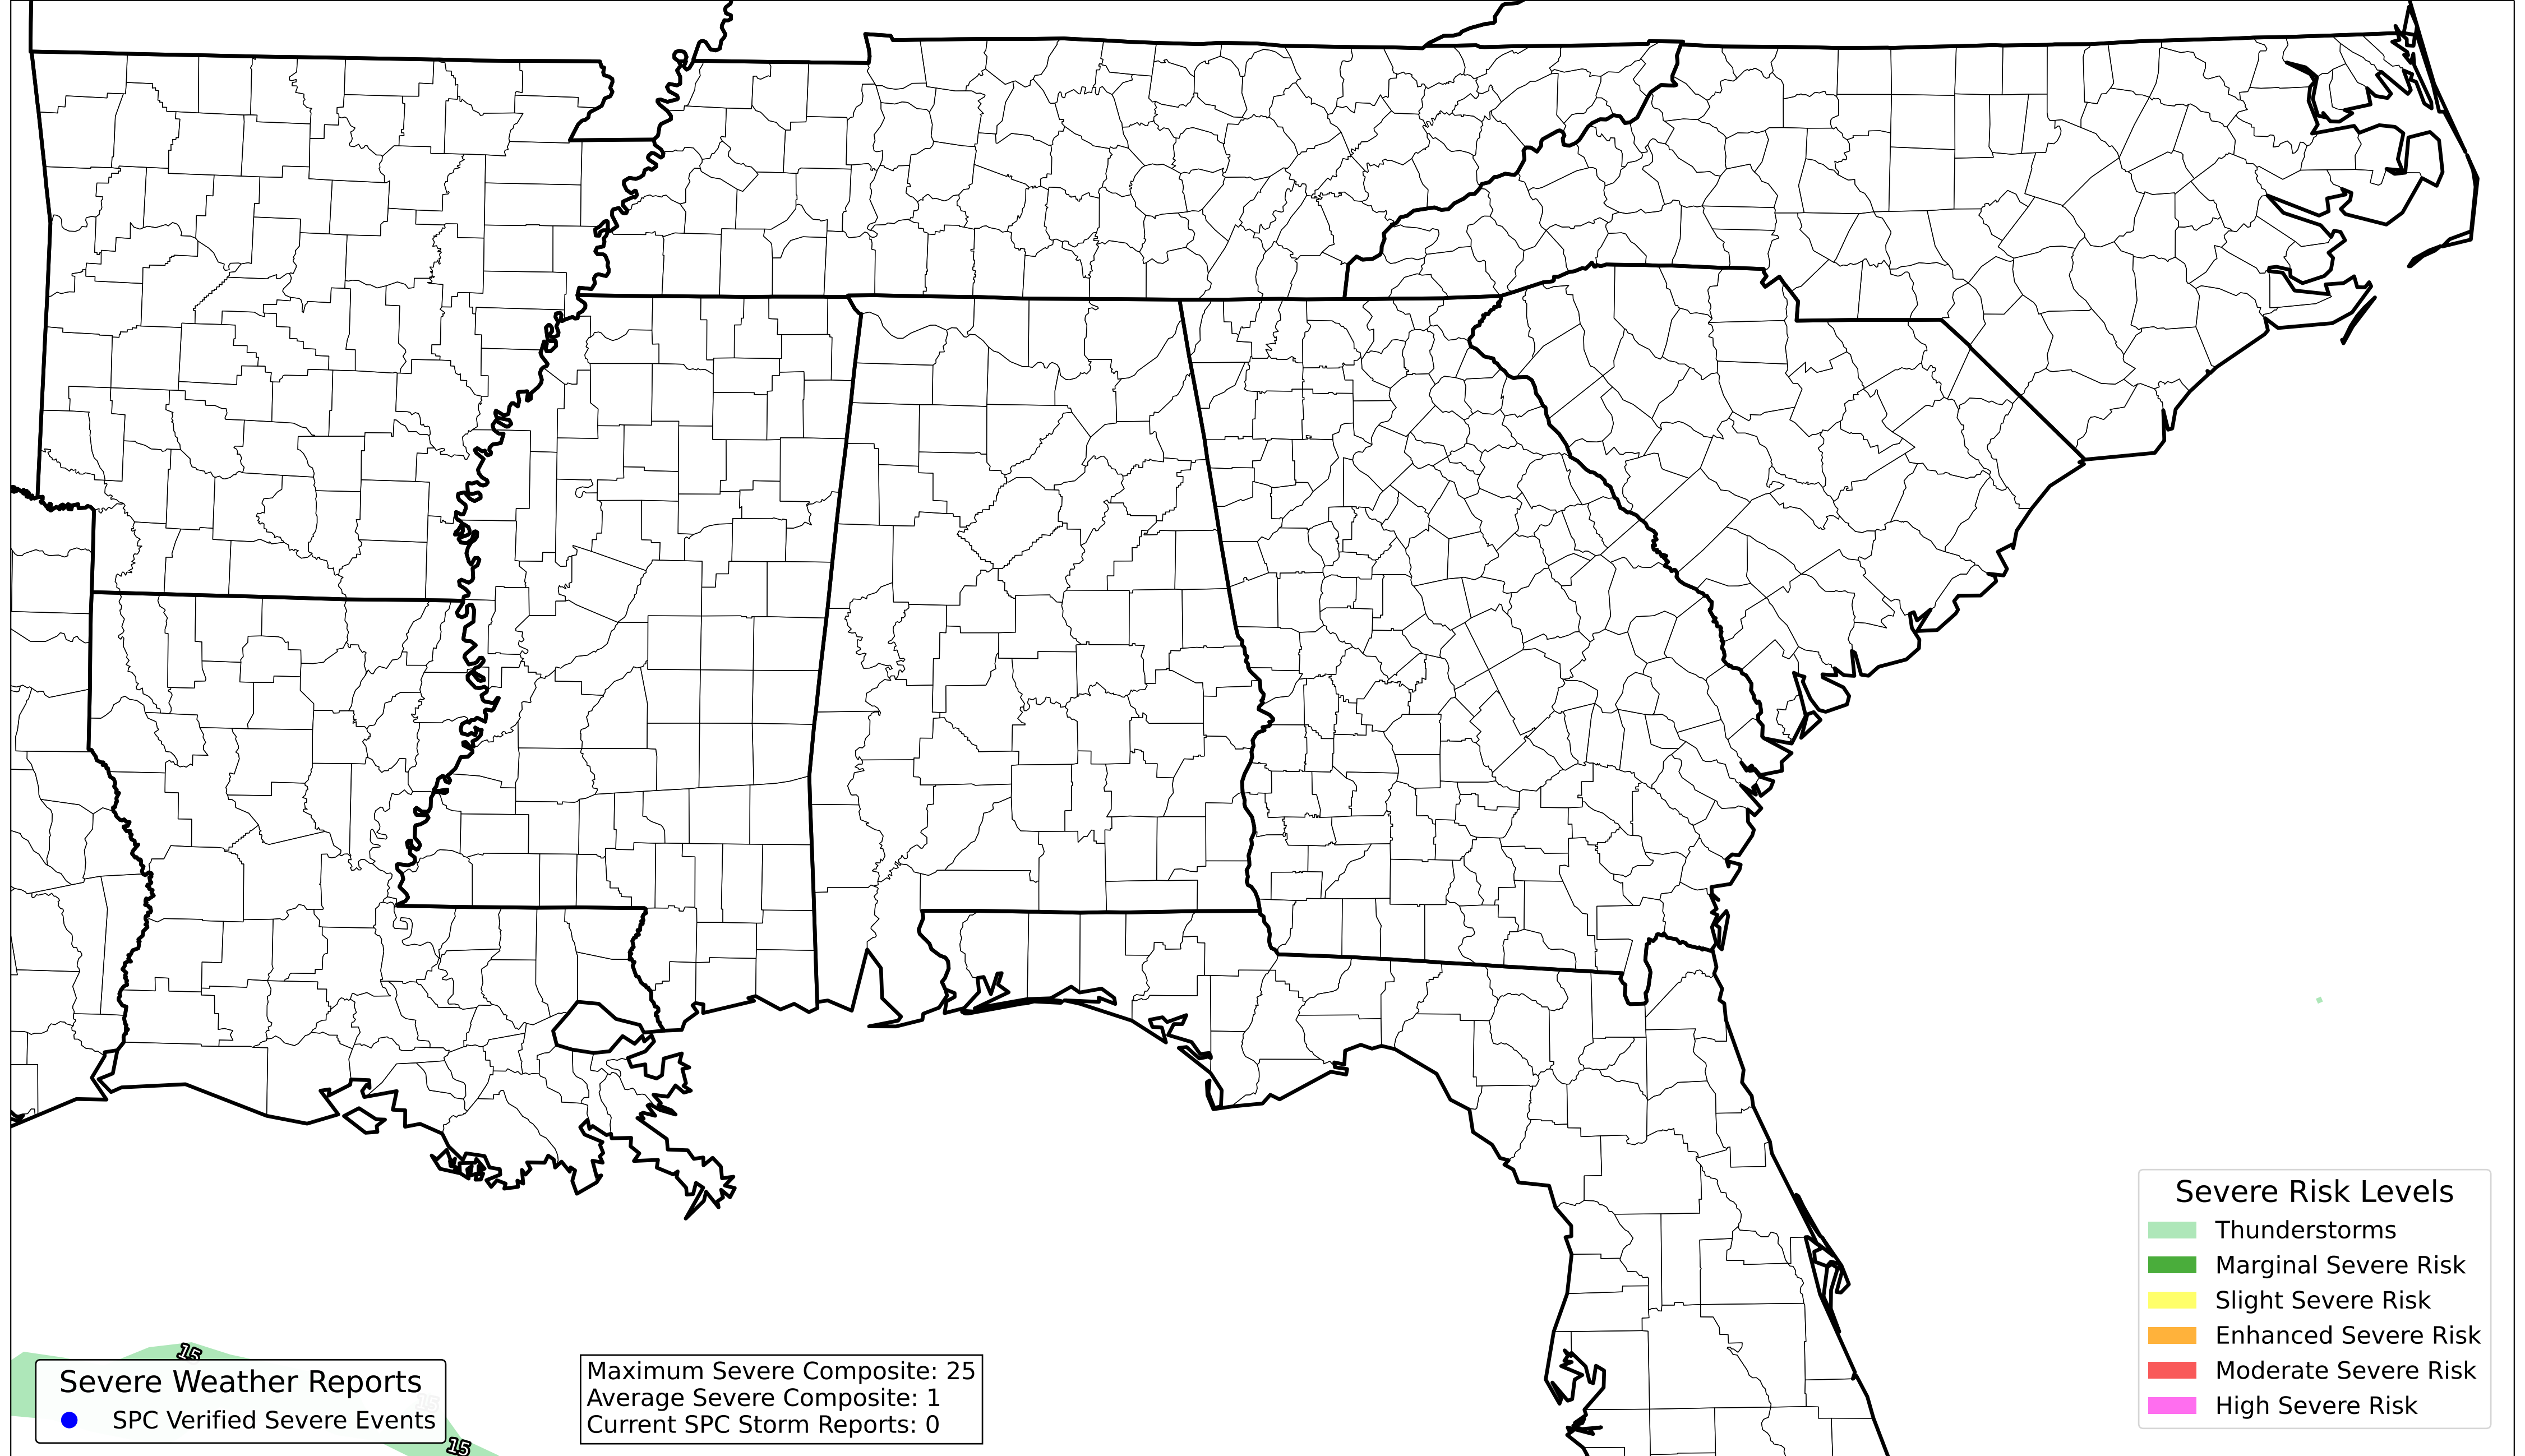 Severe Risk Levels
Thunderstorms
Marginal Severe Risk
Slight Severe Risk
Enhanced Severe Risk
Moderate Severe Risk
High Severe Risk
15
Severe Weather Reports
15
SPC Verified Severe Events
15
Maximum Severe Composite: 25
Average Severe Composite: 1
Current SPC Storm Reports: 0